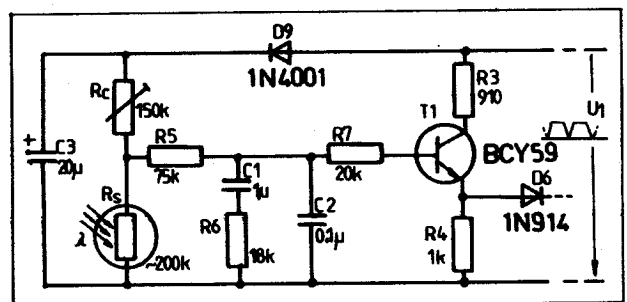 D9
1N4001
Rc
150k
R3
910
T1
U1
C3
20µ
R5
75k
R7
20k
BCY59
Rs
λ
~200k
C1
1µ
R6
18k
C2
0,1µ
D6
1N914
R4
1k